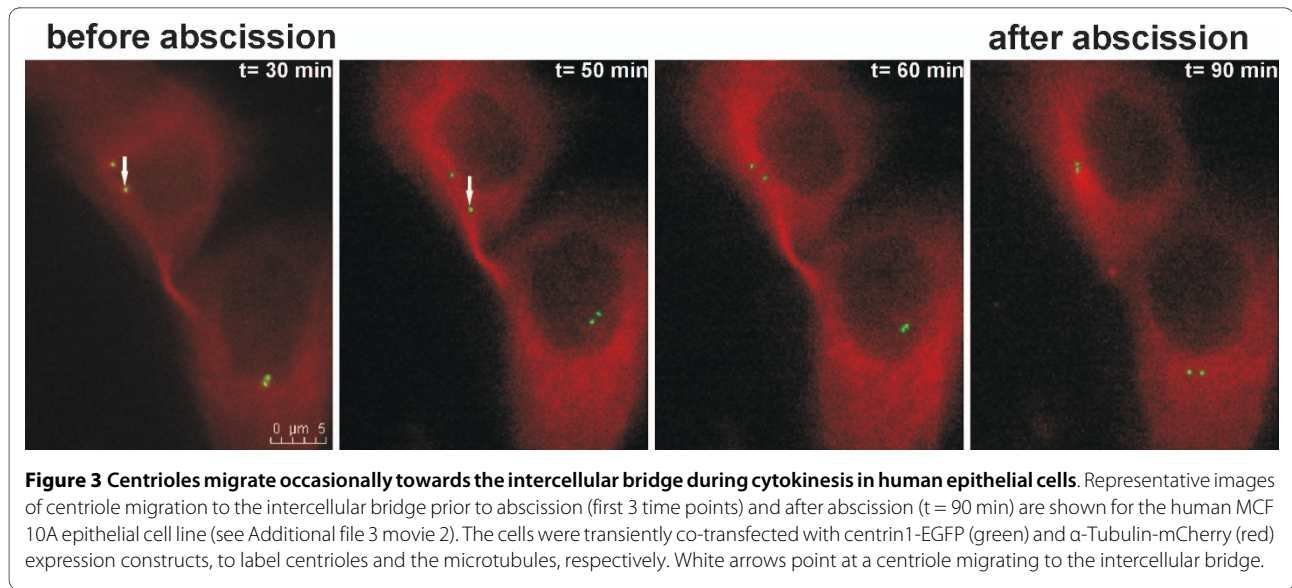 before abscission
after abscission
t= 30 min
t= 50 min
t= 60 min
t= 90 min
0 µm 5
Figure 3 Centrioles migrate occasionally towards the intercellular bridge during cytokinesis in human epithelial cells. Representative images
of centriole migration to the intercellular bridge prior to abscission (first 3 time points) and after abscission (t = 90 min) are shown for the human MCF
10A epithelial cell line (see Additional file 3 movie 2). The cells were transiently co-transfected with centrin1-EGFP (green) and α-Tubulin-mCherry (red)
expression constructs, to label centrioles and the microtubules, respectively. White arrows point at a centriole migrating to the intercellular bridge.